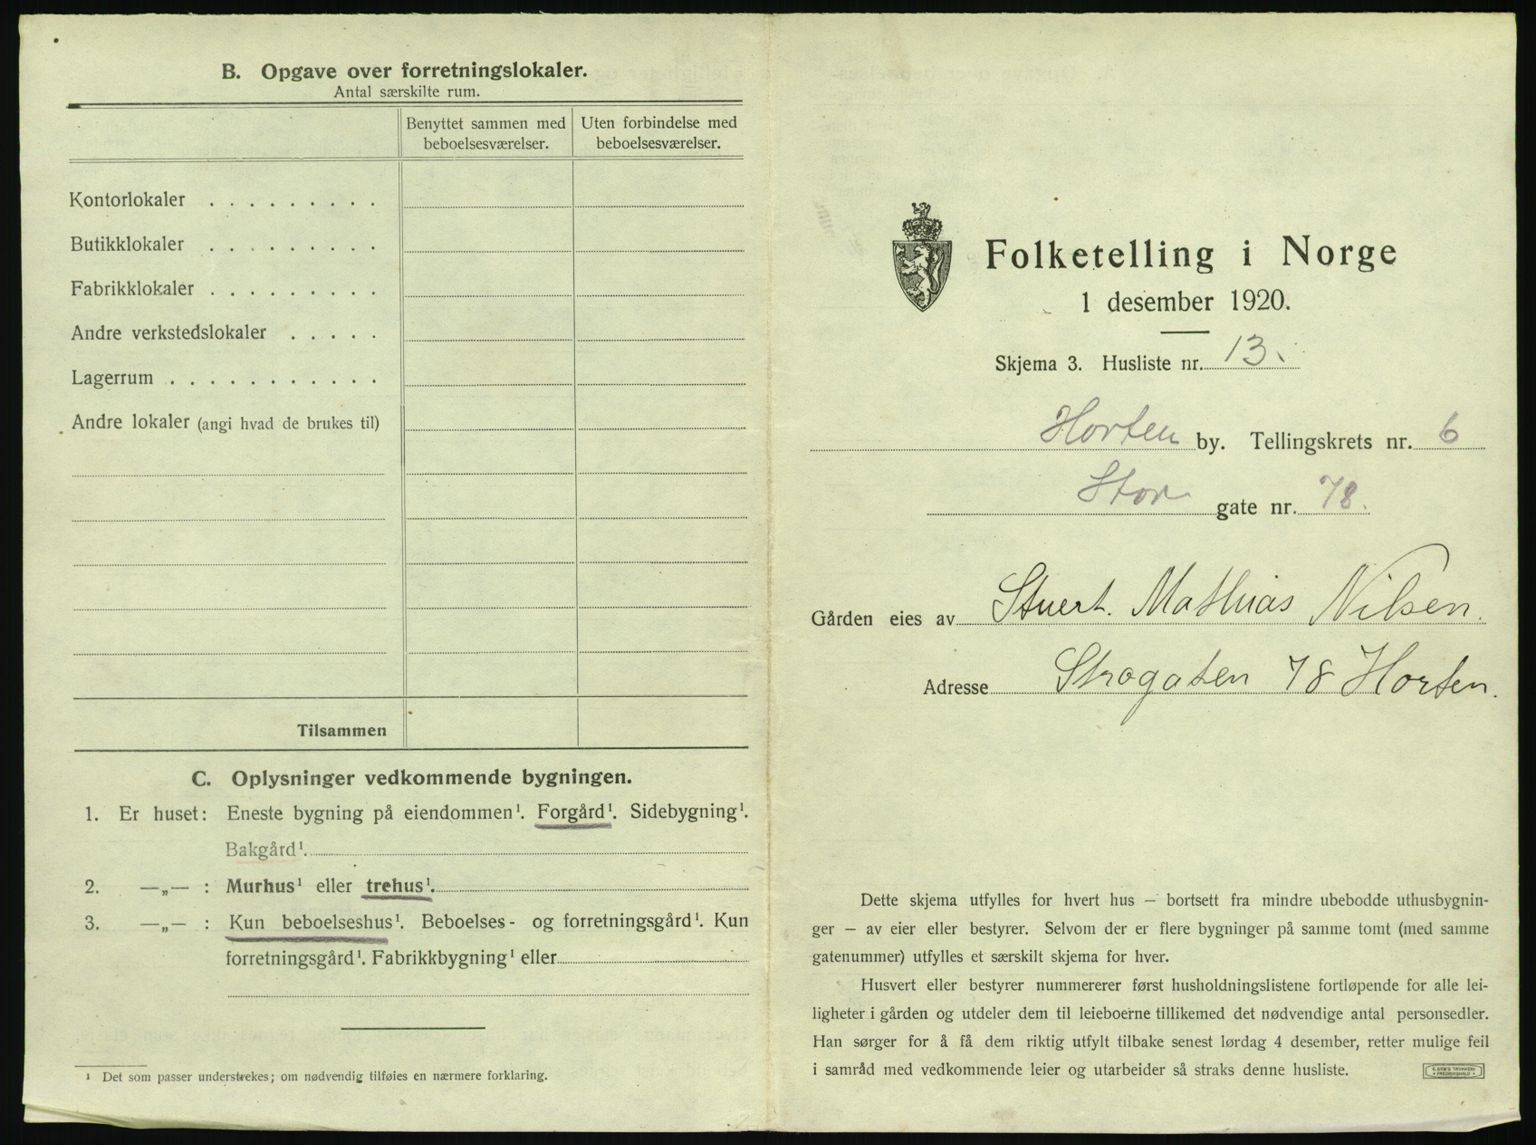 B. Opgave over forretningslokaler.
Antal særskilte rum.
Benyttet sammen med beboelsesværelser.
Uten forbindelse med beboelsesværelser.
Kontorlokaler . . . . . . . . .
Butikklokaler . . . . . . . . .
Fabrikklokaler . . . . . . . . .
Andre verkstedslokaler . . . . .
Lagerrum . . . . . . . . . . .
Andre lokaler (angi hvad de brukes til)
Tilsammen
C. Oplysninger vedkommende bygningen.
1. Er huset: Eneste bygning på eiendommen¹. Forgård¹. Sidebygning¹.
Bakgård¹.
2. —„— : Murhus¹ eller trehus¹.
3. —„— : Kun beboelseshus¹. Beboelses- og forretningsgård¹. Kun
forretningsgård¹. Fabrikkbygning¹ eller
¹ Det som passer understrekes; om nødvendig tilføies en nærmere forklaring.
Folketelling i Norge
1 desember 1920.
Skjema 3. Husliste nr. 13.
Horten by. Tellingskrets nr. 6
Stor gate nr. 78.
Gården eies av Stuert. Mathias Nilsen.
Adresse Strogaten 78 Horten.
Dette skjema utfylles for hvert hus — bortsett fra mindre ubebodde uthusbygnin-
ger — av eier eller bestyrer. Selvom der er flere bygninger på samme tomt (med samme
gatenummer) utfylles et særskilt skjema for hver.
Husvert eller bestyrer nummererer først husholdningslistene fortløpende for alle lei-
ligheter i gården og utdeler dem til leieboerne tillikemed det nødvendige antal personsedler.
Han sørger for å få dem riktig utfylt tilbake senest lørdag 4 desember, retter mulige feil
i samråd med vedkommende leier og utarbeider så straks denne husliste.